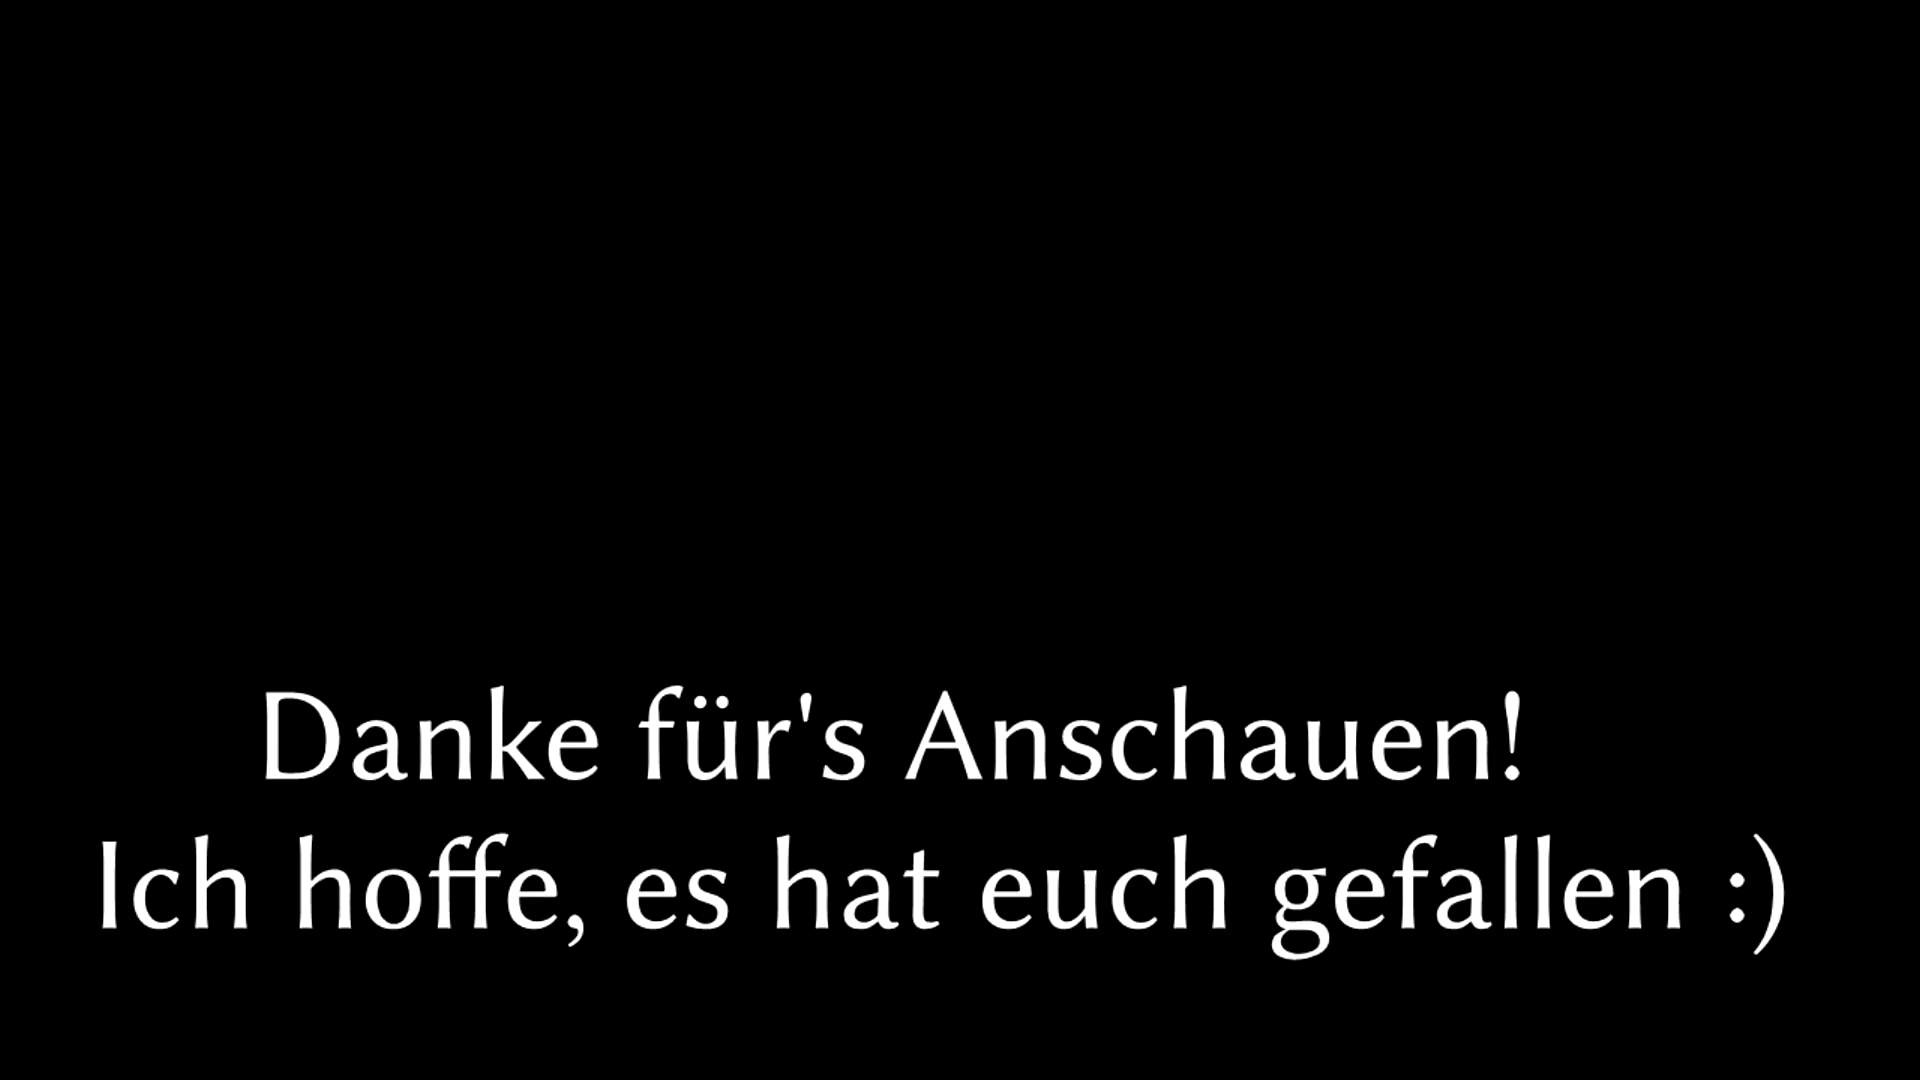 Danke für's Anschauen!
Ich hoffe, es hat euch gefallen :)